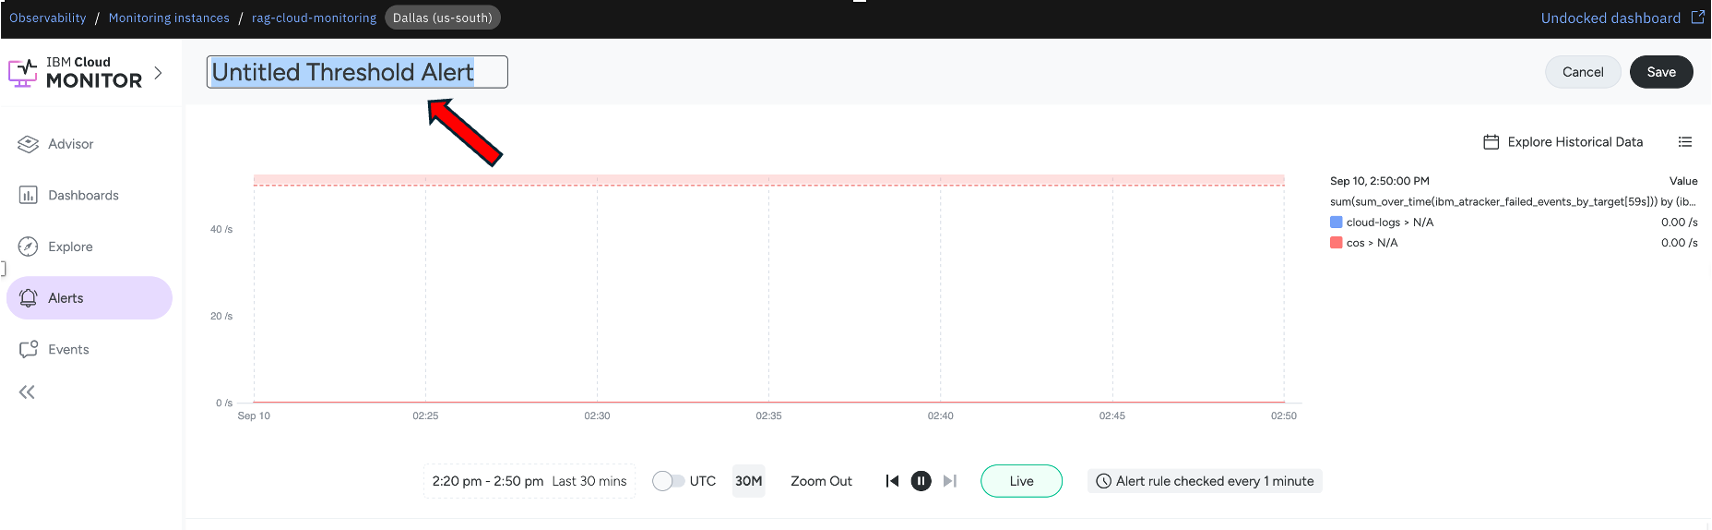 Observability / Monitoring instances / rag-cloud-monitoring Dallas (us-south) Undocked dashboard
IBM Cloud
MONITOR
Untitled Threshold Alert Cancel Save
Advisor
Dashboards
Explore
Alerts
Events
Explore Historical Data
Sep 10, 2:50:00 PM Value
sum(sum_over_time(ibm_atracker_failed_events_by_target[59s])) by (ib...
cloud-logs > N/A 0.00 /s
cos > N/A 0.00 /s
40 /s
20 /s
0 /s
Sep 10 02:25 02:30 02:35 02:40 02:45 02:50
2:20 pm - 2:50 pm Last 30 mins UTC 30M Zoom Out Live Alert rule checked every 1 minute